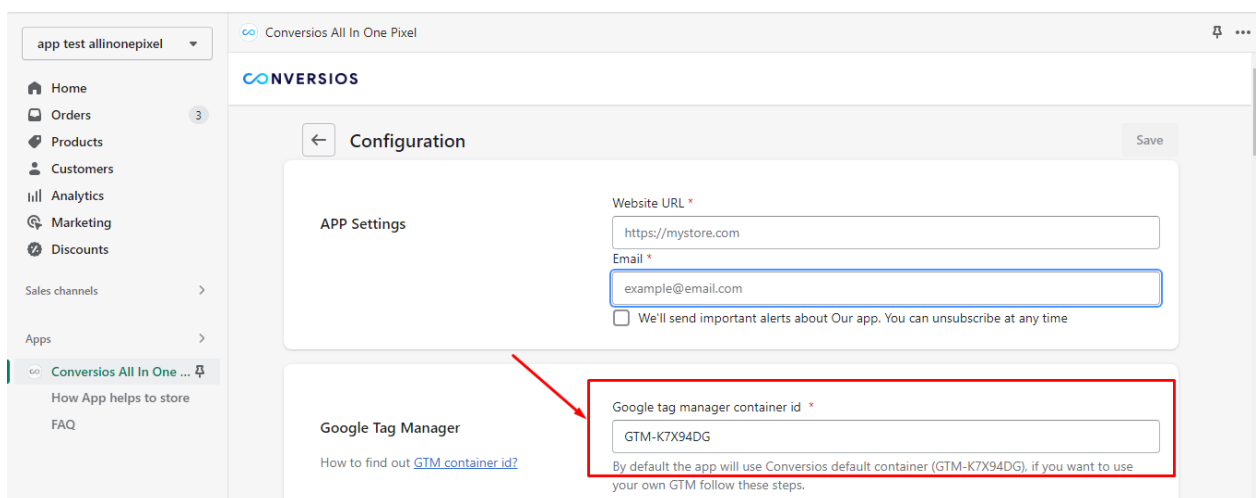 app test allinonepixel
Conversios All In One Pixel
CONVERSIOS
Home
Orders 3
Products
Customers
Analytics
Marketing
Discounts
Sales channels
Apps
Conversios All In One ...
How App helps to store
FAQ
Configuration
Save
APP Settings
Website URL *
https://mystore.com
Email *
example@email.com
We'll send important alerts about Our app. You can unsubscribe at any time
Google Tag Manager
How to find out GTM container id?
Google tag manager container id *
GTM-K7X94DG
By default the app will use Conversios default container (GTM-K7X94DG), if you want to use
your own GTM follow these steps.